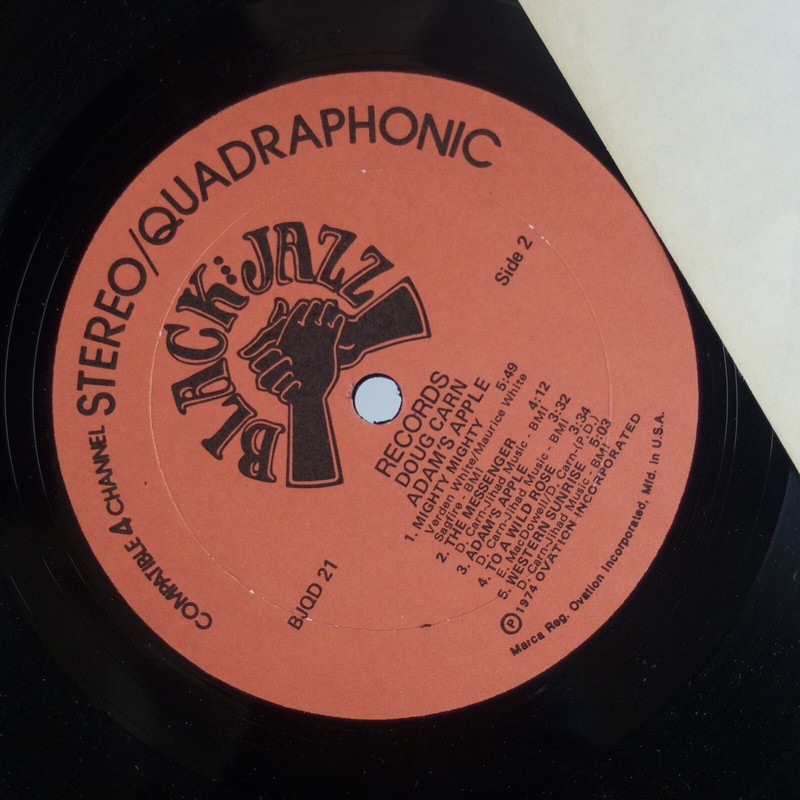 COMPATIBLE 4 CHANNEL STEREO/QUADRAPHONIC
BLACK JAZZ
Side 2
RECORDS
DOUG CARN
ADAM'S APPLE
1. MIGHTY MIGHTY 5:49
Verden White/Maurice White
Sagfire - BMI
2. THE MESSENGER 4:12
D. Carn-Jihad Music - BMI
3. ADAM'S APPLE 3:32
D. Carn-Jihad Music - BMI
4. TO A WILD ROSE 3:34
E. MacDowell/D. Carn-(P.D.)
5. WESTERN SUNRISE 5:03
D. Carn-Jihad Music - BMI
Ⓟ 1974 OVATION INCORPORATED
Marca Reg. Ovation Incorporated, Mfd. in U.S.A.
BJQD 21